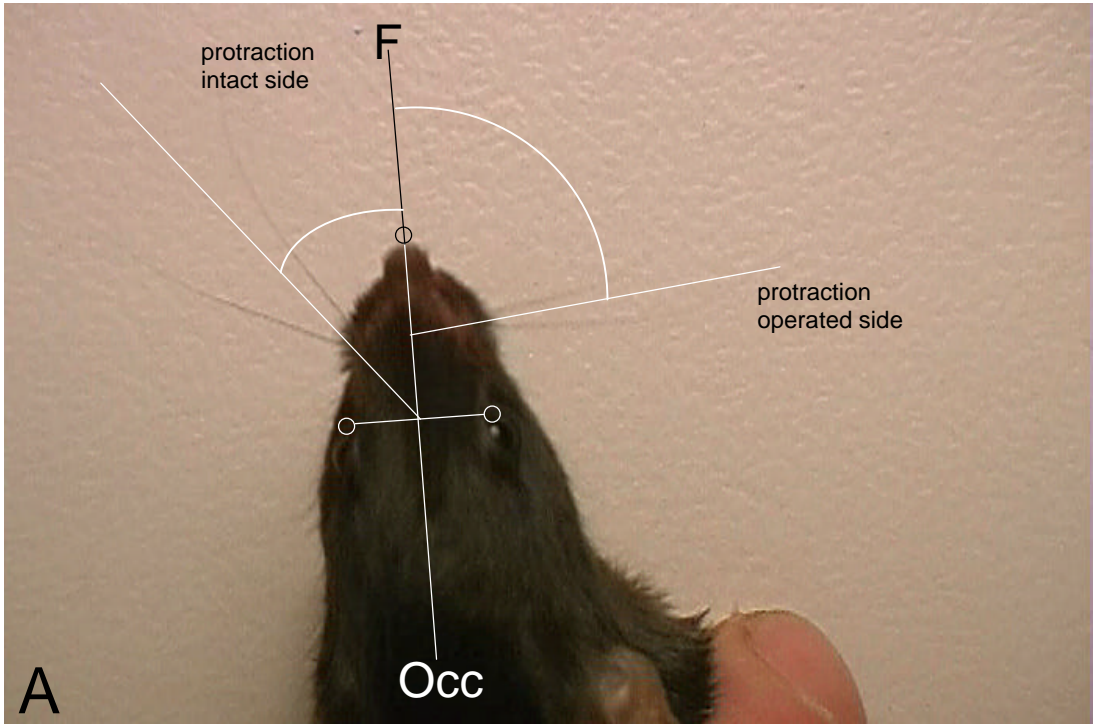 F
protraction
intact side
protraction
operated side
Occ
A